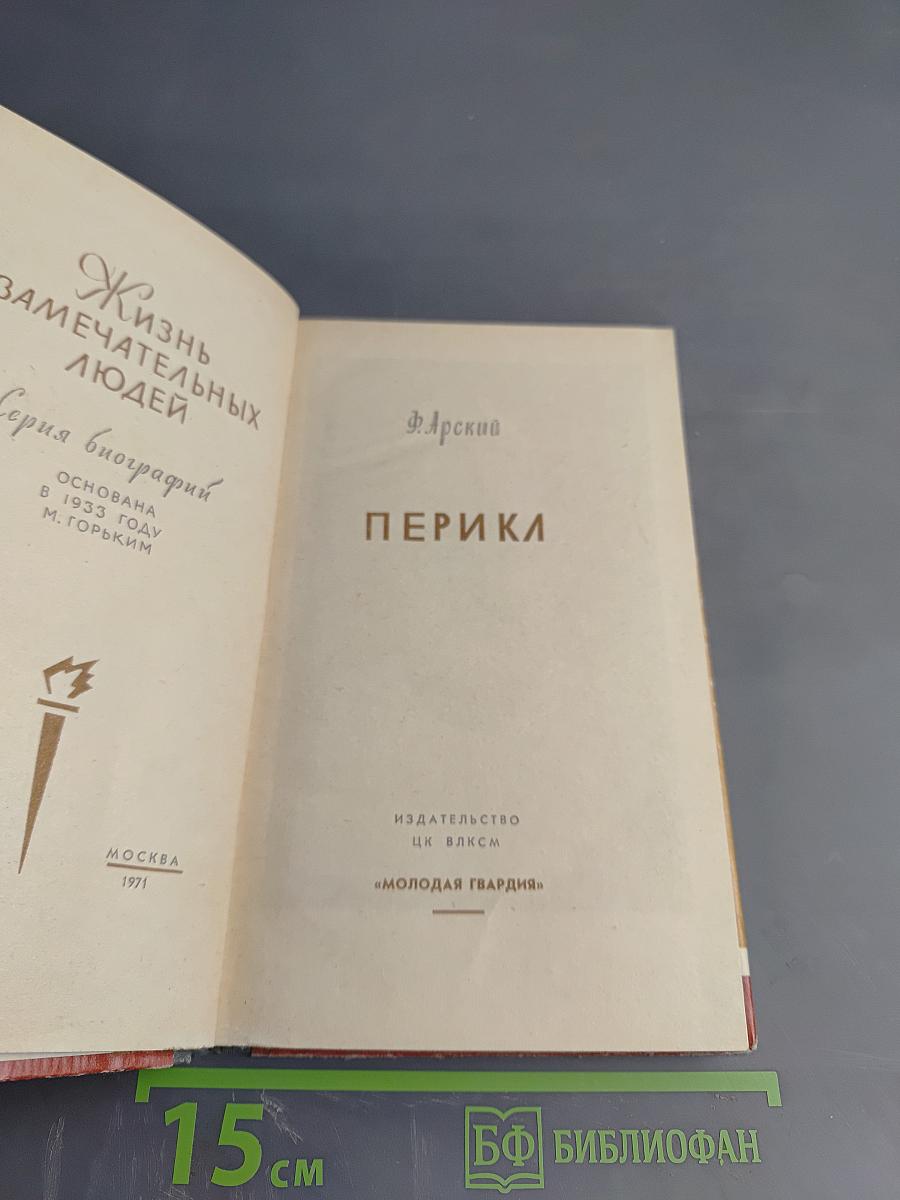 Жизнь
ЗАМЕЧАТЕЛЬНЫХ
ЛЮДЕЙ
Серия биографий
ОСНОВАНА
В 1933 ГОДУ
М. ГОРЬКИМ
МОСКВА
1971
Ф. Арский
ПЕРИКЛ
ИЗДАТЕЛЬСТВО
ЦК ВЛКСМ
«МОЛОДАЯ ГВАРДИЯ»
15 см
БФ БИБЛИОФАН